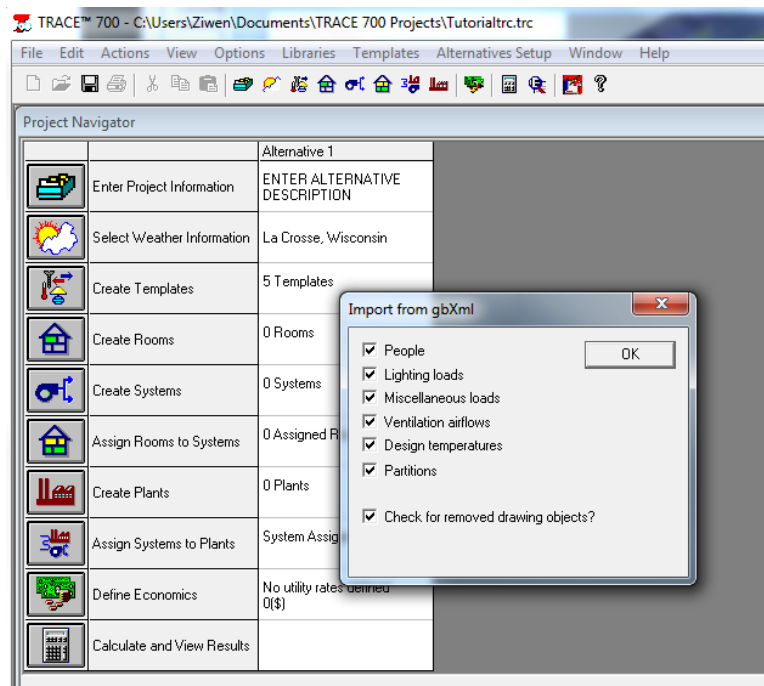 TRACE™ 700 - C:\Users\Ziwen\Documents\TRACE 700 Projects\Tutorialtrc.trc
File Edit Actions View Options Libraries Templates Alternatives Setup Window Help
Project Navigator
Alternative 1
Enter Project Information
ENTER ALTERNATIVE
DESCRIPTION
Select Weather Information
La Crosse, Wisconsin
Create Templates
5 Templates
Create Rooms
0 Rooms
Create Systems
0 Systems
Assign Rooms to Systems
0 Assigned R
Create Plants
0 Plants
Assign Systems to Plants
System Assig
Define Economics
No utility rates defined
0($)
Calculate and View Results
Import from gbXml
People
OK
Lighting loads
Miscellaneous loads
Ventilation airflows
Design temperatures
Partitions
Check for removed drawing objects?